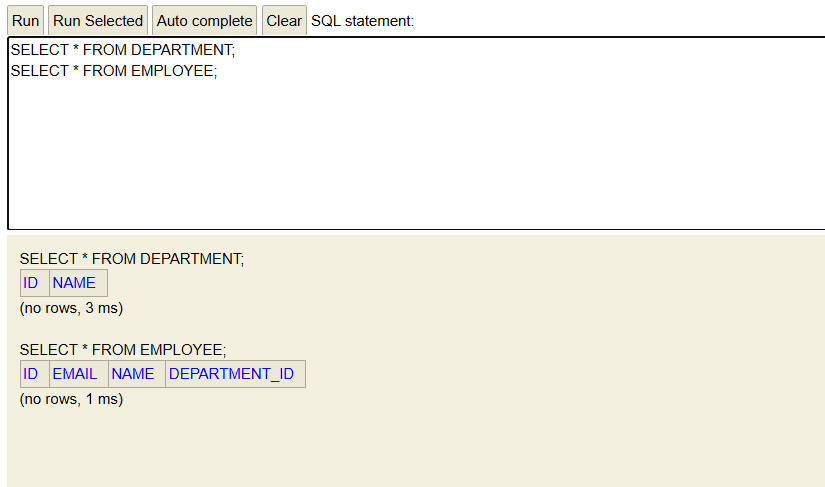 Run Run Selected Auto complete Clear SQL statement:
SELECT * FROM DEPARTMENT;
SELECT * FROM EMPLOYEE;
SELECT * FROM DEPARTMENT;
ID NAME
(no rows, 3 ms)
SELECT * FROM EMPLOYEE;
ID EMAIL NAME DEPARTMENT_ID
(no rows, 1 ms)